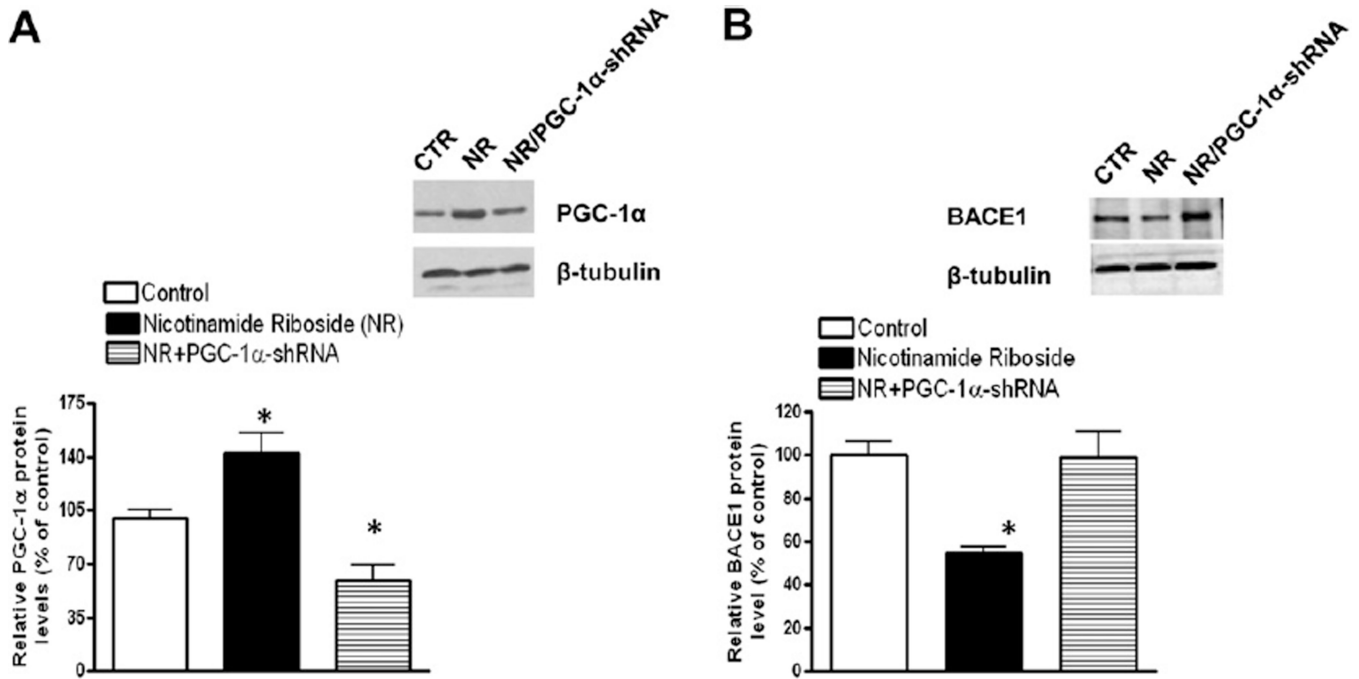 A
CTR
NR
NR/PGC-1α-shRNA
PGC-1α
β-tubulin
Control
Nicotinamide Riboside (NR)
NR+PGC-1α-shRNA
Relative PGC-1α protein
levels (% of control)
175
140
105
70
35
0
*
*
B
CTR
NR
NR/PGC-1α-shRNA
BACE1
β-tubulin
Control
Nicotinamide Riboside
NR+PGC-1α-shRNA
Relative BACE1 protein
level (% of control)
120
100
80
60
40
20
0
*